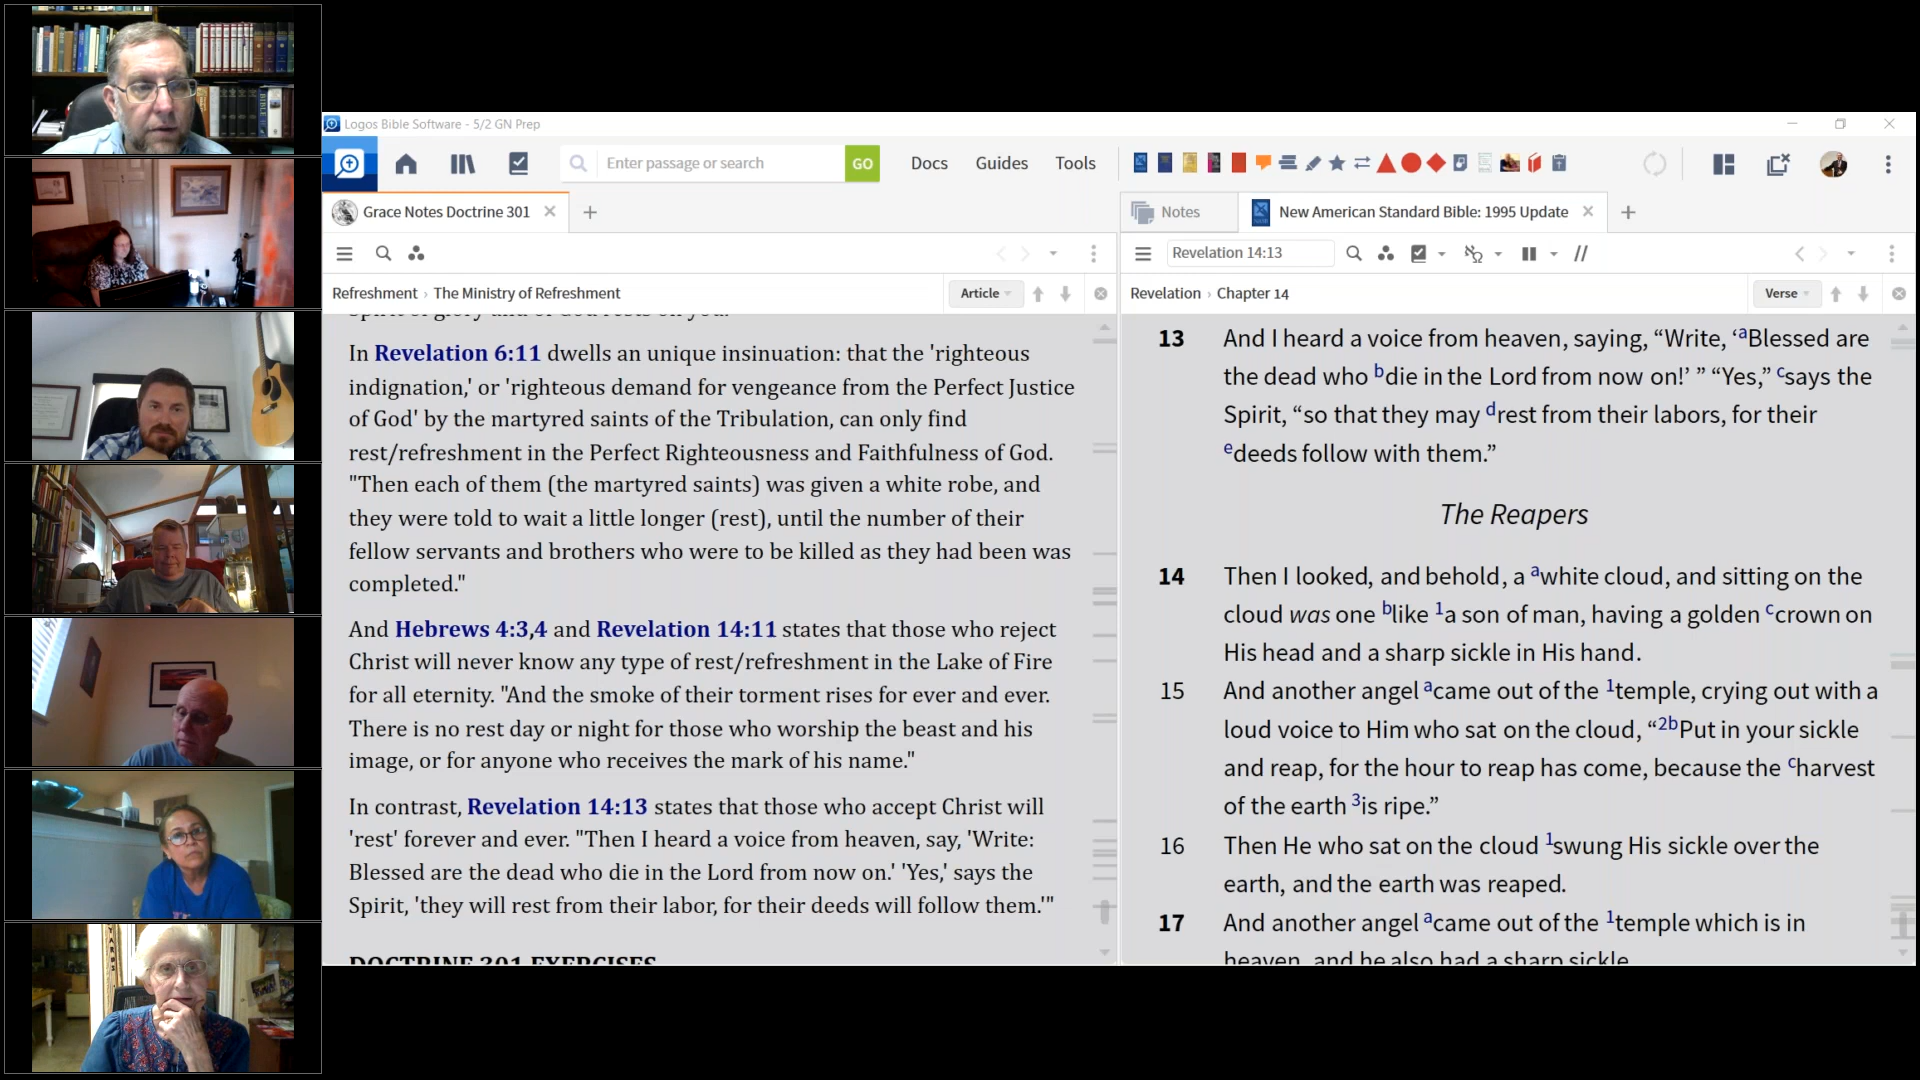 Logos Bible Software - 5/2 GN Prep
Enter passage or search
GO
Docs
Guides
Tools
Grace Notes Doctrine 301
Refreshment › The Ministry of Refreshment
Article
Spirit of glory and of God rests on you."
In Revelation 6:11 dwells an unique insinuation: that the 'righteous
indignation,' or 'righteous demand for vengeance from the Perfect Justice
of God' by the martyred saints of the Tribulation, can only find
rest/refreshment in the Perfect Righteousness and Faithfulness of God.
"Then each of them (the martyred saints) was given a white robe, and
they were told to wait a little longer (rest), until the number of their
fellow servants and brothers who were to be killed as they had been was
completed."
And Hebrews 4:3,4 and Revelation 14:11 states that those who reject
Christ will never know any type of rest/refreshment in the Lake of Fire
for all eternity. "And the smoke of their torment rises for ever and ever.
There is no rest day or night for those who worship the beast and his
image, or for anyone who receives the mark of his name."
In contrast, Revelation 14:13 states that those who accept Christ will
'rest' forever and ever. "Then I heard a voice from heaven, say, 'Write:
Blessed are the dead who die in the Lord from now on.' 'Yes,' says the
Spirit, 'they will rest from their labor, for their deeds will follow them.'"
DOCTRINE 301 EXERCISES
Notes
New American Standard Bible: 1995 Update
Revelation 14:13
Revelation › Chapter 14
Verse
13 And I heard a voice from heaven, saying, “Write, ‘aBlessed are
the dead who bdie in the Lord from now on!’ ” “Yes,” csays the
Spirit, “so that they may drest from their labors, for their
edeeds follow with them.”
The Reapers
14 Then I looked, and behold, a awhite cloud, and sitting on the
cloud was one blike 1a son of man, having a golden ccrown on
His head and a sharp sickle in His hand.
15 And another angel acame out of the 1temple, crying out with a
loud voice to Him who sat on the cloud, “2bPut in your sickle
and reap, for the hour to reap has come, because the charvest
of the earth 3is ripe.”
16 Then He who sat on the cloud 1swung His sickle over the
earth, and the earth was reaped.
17 And another angel acame out of the 1temple which is in
heaven, and he also had a sharp sickle.